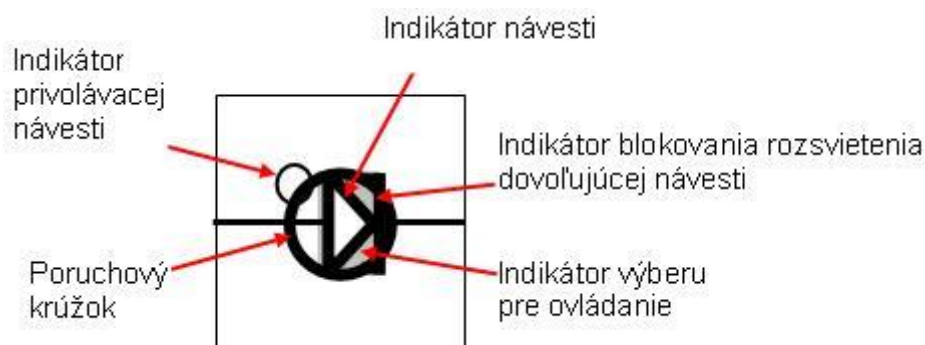 Indikátor návesti
Indikátor
privolávacej
návesti
Indikátor blokovania rozsvietenia
dovoľujúcej návesti
Poruchový
krúžok
Indikátor výberu
pre ovládanie